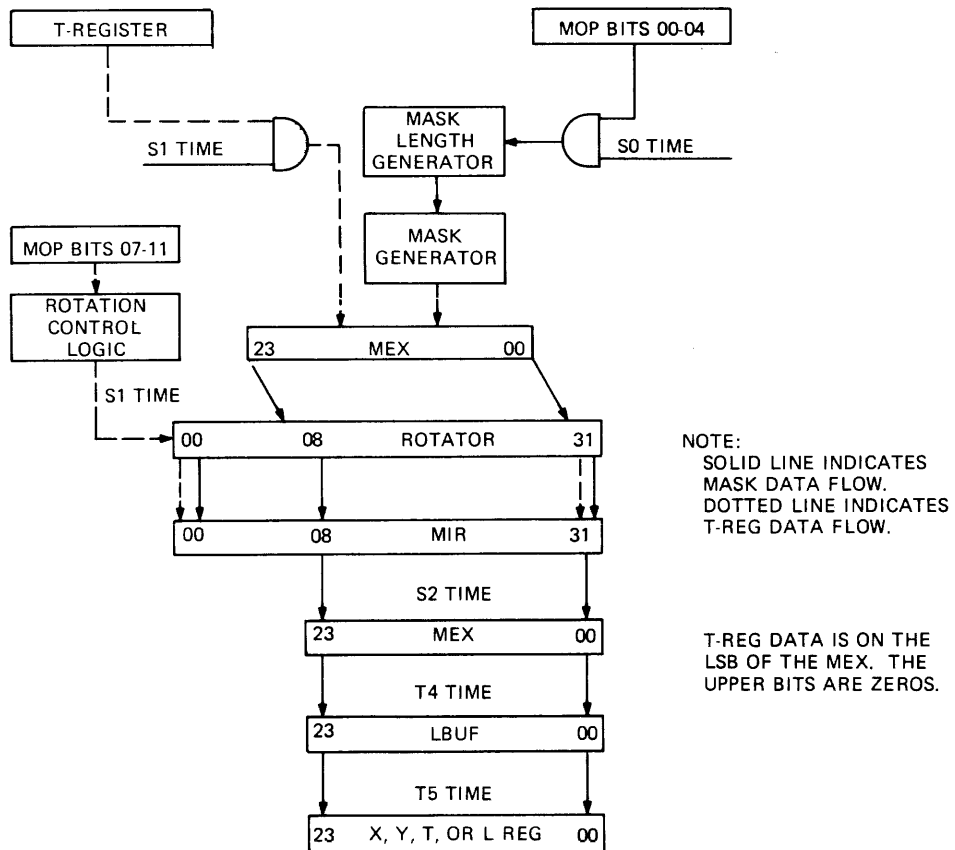 T-REGISTER
MOP BITS 00-04
MASK
LENGTH
GENERATOR
S1 TIME
S0 TIME
MASK
GENERATOR
MOP BITS 07-11
ROTATION
CONTROL
LOGIC
23 MEX 00
S1 TIME
00 08 ROTATOR 31
NOTE:
SOLID LINE INDICATES
MASK DATA FLOW.
DOTTED LINE INDICATES
T-REG DATA FLOW.
00 08 MIR 31
S2 TIME
23 MEX 00
T-REG DATA IS ON THE
LSB OF THE MEX. THE
UPPER BITS ARE ZEROS.
T4 TIME
23 LBUF 00
T5 TIME
23 X, Y, T, OR L REG 00